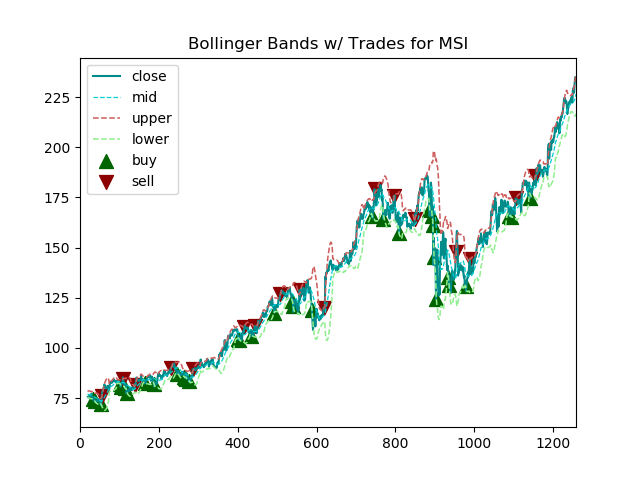 Bollinger Bands w/ Trades for MSI
close
mid
upper
lower
buy
sell
225
200
175
150
125
100
75
0 200 400 600 800 1000 1200